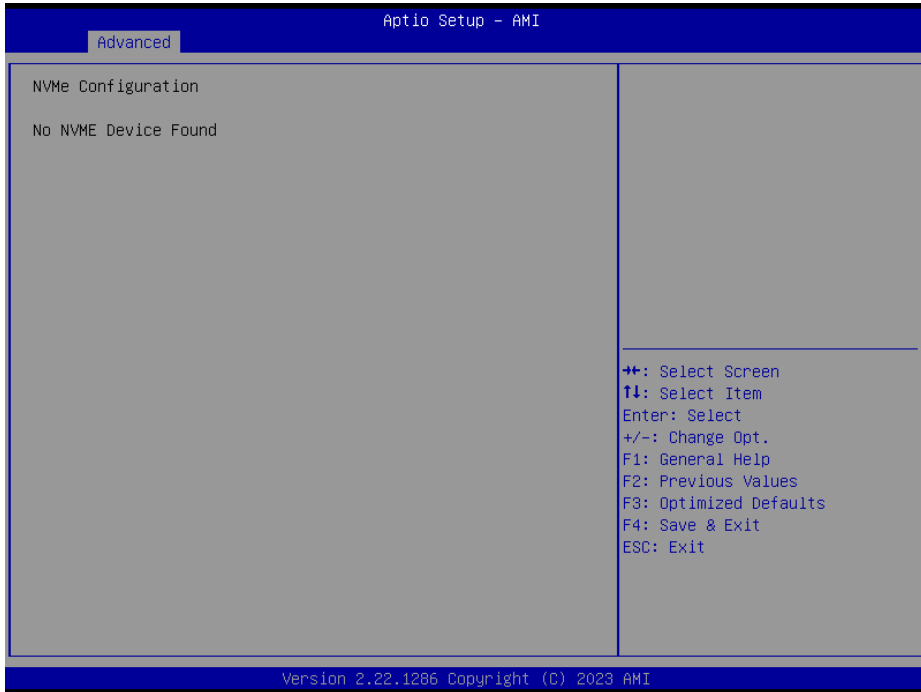 Aptio Setup - AMI
Advanced
NVMe Configuration
No NVME Device Found
→←: Select Screen
↑↓: Select Item
Enter: Select
+/-: Change Opt.
F1: General Help
F2: Previous Values
F3: Optimized Defaults
F4: Save & Exit
ESC: Exit
Version 2.22.1286 Copyright (C) 2023 AMI